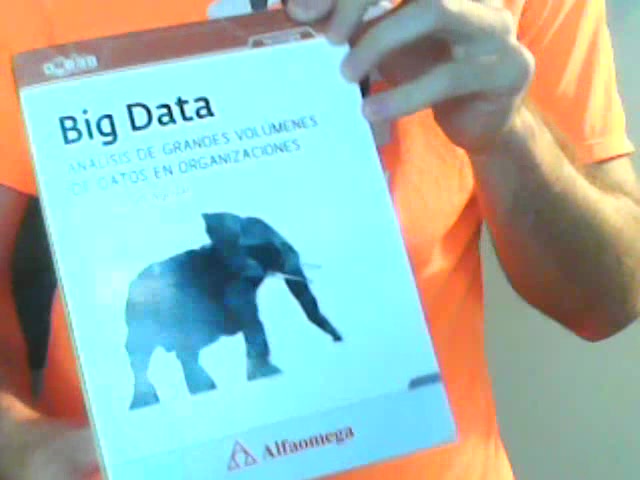 Big Data
ANÁLISIS DE GRANDES VOLÚMENES
DE DATOS EN ORGANIZACIONES
Alfaomega